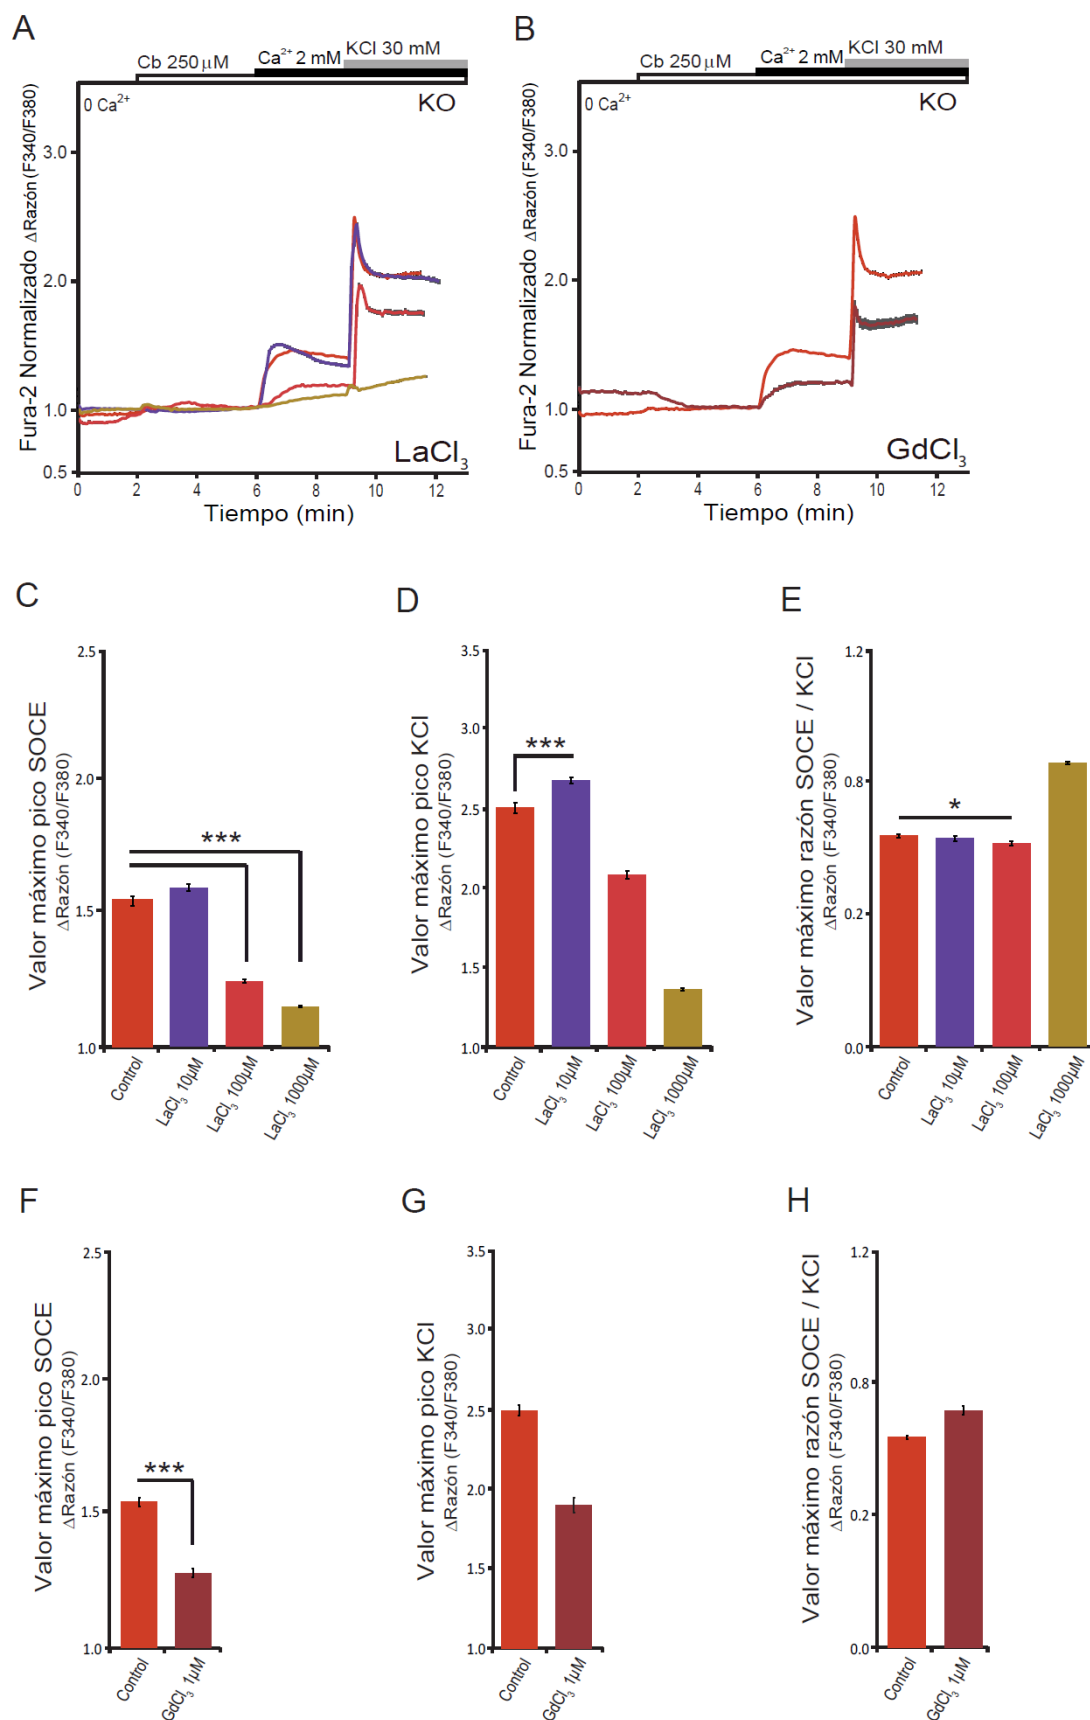 A
Cb 250 µM
Ca2+ 2 mM
KCl 30 mM
0 Ca2+
KO
Fura-2 Normalizado ΔRazón (F340/F380)
3.0
2.0
1.0
0.5
LaCl3
0
2
4
6
8
10
12
Tiempo (min)
B
Cb 250 µM
Ca2+ 2 mM
KCl 30 mM
0 Ca2+
KO
Fura-2 Normalizado ΔRazón (F340/F380)
3.0
2.0
1.0
0.5
GdCl3
0
2
4
6
8
10
12
Tiempo (min)
C
Valor máximo pico SOCE
ΔRazón (F340/F380)
2.5
2.0
1.5
1.0
***
Control
LaCl3 10µM
LaCl3 100µM
LaCl3 1000µM
D
Valor máximo pico KCl
ΔRazón (F340/F380)
3.5
3.0
2.5
2.0
1.5
1.0
***
Control
LaCl3 10µM
LaCl3 100µM
LaCl3 1000µM
E
Valor máximo razón SOCE / KCl
ΔRazón (F340/F380)
1.2
0.8
0.2
0.0
*
Control
LaCl3 10µM
LaCl3 100µM
LaCl3 1000µM
F
Valor máximo pico SOCE
ΔRazón (F340/F380)
2.5
2.0
1.5
1.0
***
Control
GdCl3 1µM
G
Valor máximo pico KCl
ΔRazón (F340/F380)
3.5
3.0
2.5
2.0
1.5
1.0
Control
GdCl3 1µM
H
Valor máximo razón SOCE / KCl
ΔRazón (F340/F380)
1.2
0.8
0.2
0.0
Control
GdCl3 1µM